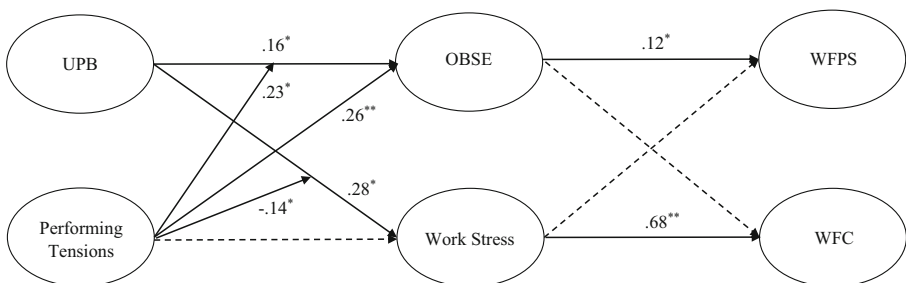 UPB
.16*
OBSE
.12*
WFPS
.23*
.26**
.28*
-.14*
Performing
Tensions
Work Stress
.68**
WFC